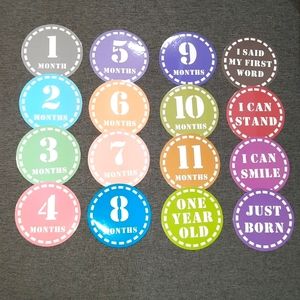 1
MONTH
5
MONTHS
9
MONTHS
I SAID
MY FIRST
WORD
2
MONTHS
6
MONTHS
10
MONTHS
I CAN
STAND
3
MONTHS
7
MONTHS
11
MONTHS
I CAN
SMILE
4
MONTHS
8
MONTHS
ONE
YEAR
OLD
JUST
BORN